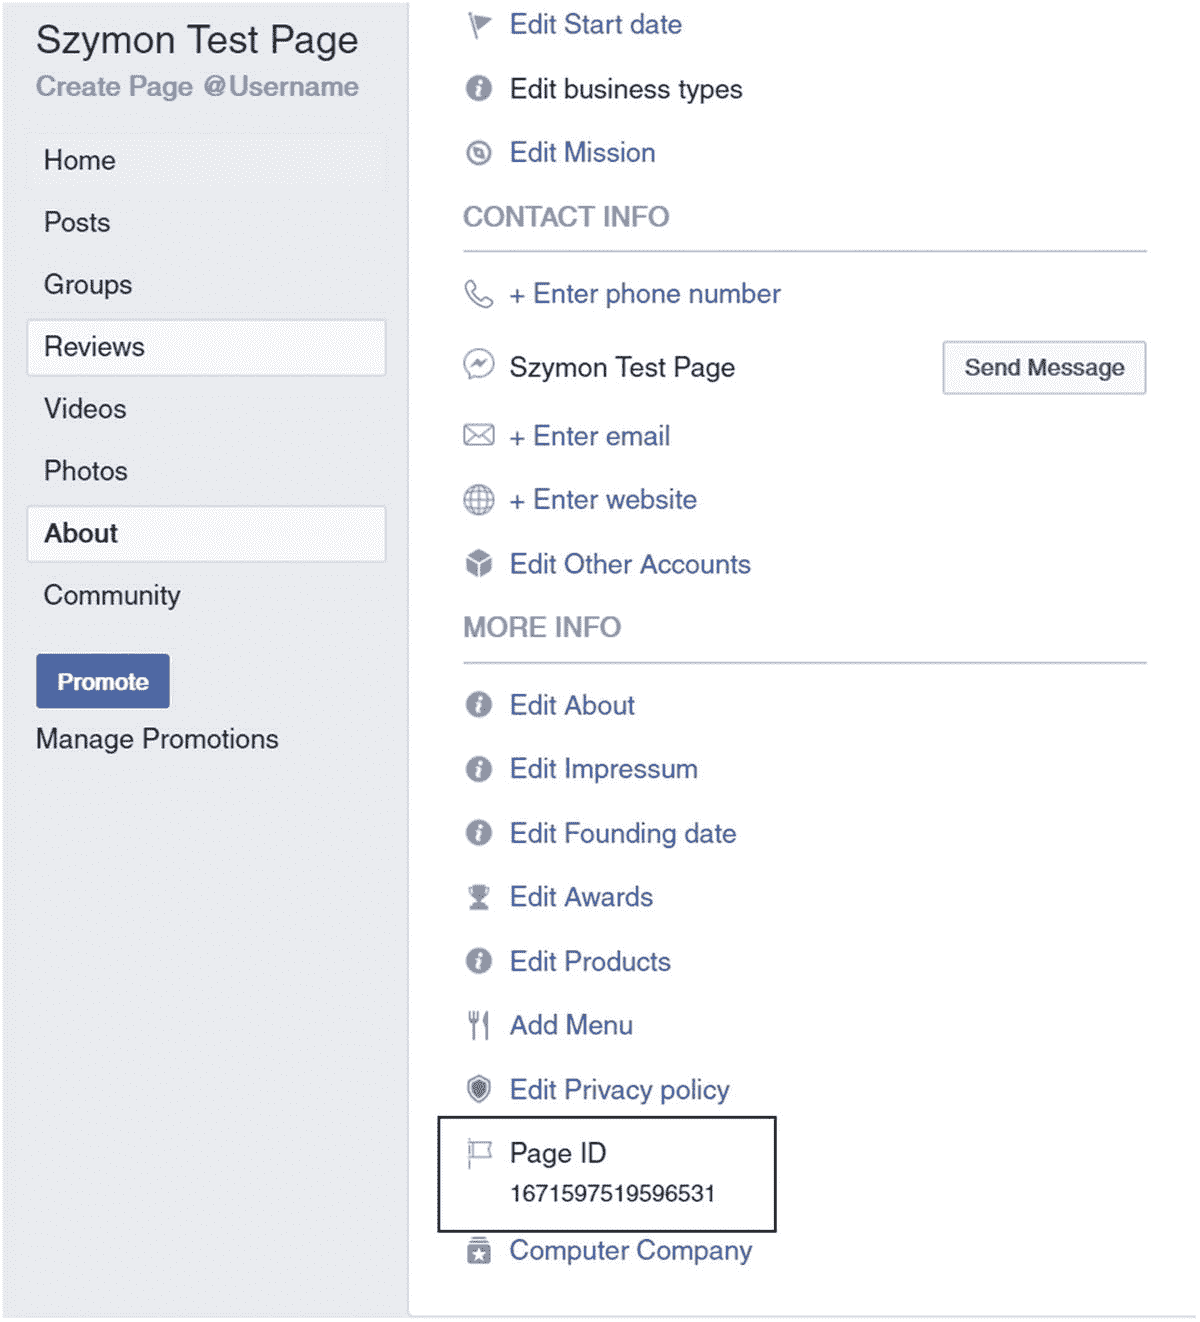 Szymon Test Page
Create Page @Username
Home
Posts
Groups
Reviews
Videos
Photos
About
Community
Promote
Manage Promotions
Edit Start date
Edit business types
Edit Mission
CONTACT INFO
+ Enter phone number
Szymon Test Page
Send Message
+ Enter email
+ Enter website
Edit Other Accounts
MORE INFO
Edit About
Edit Impressum
Edit Founding date
Edit Awards
Edit Products
Add Menu
Edit Privacy policy
Page ID
1671597519596531
Computer Company